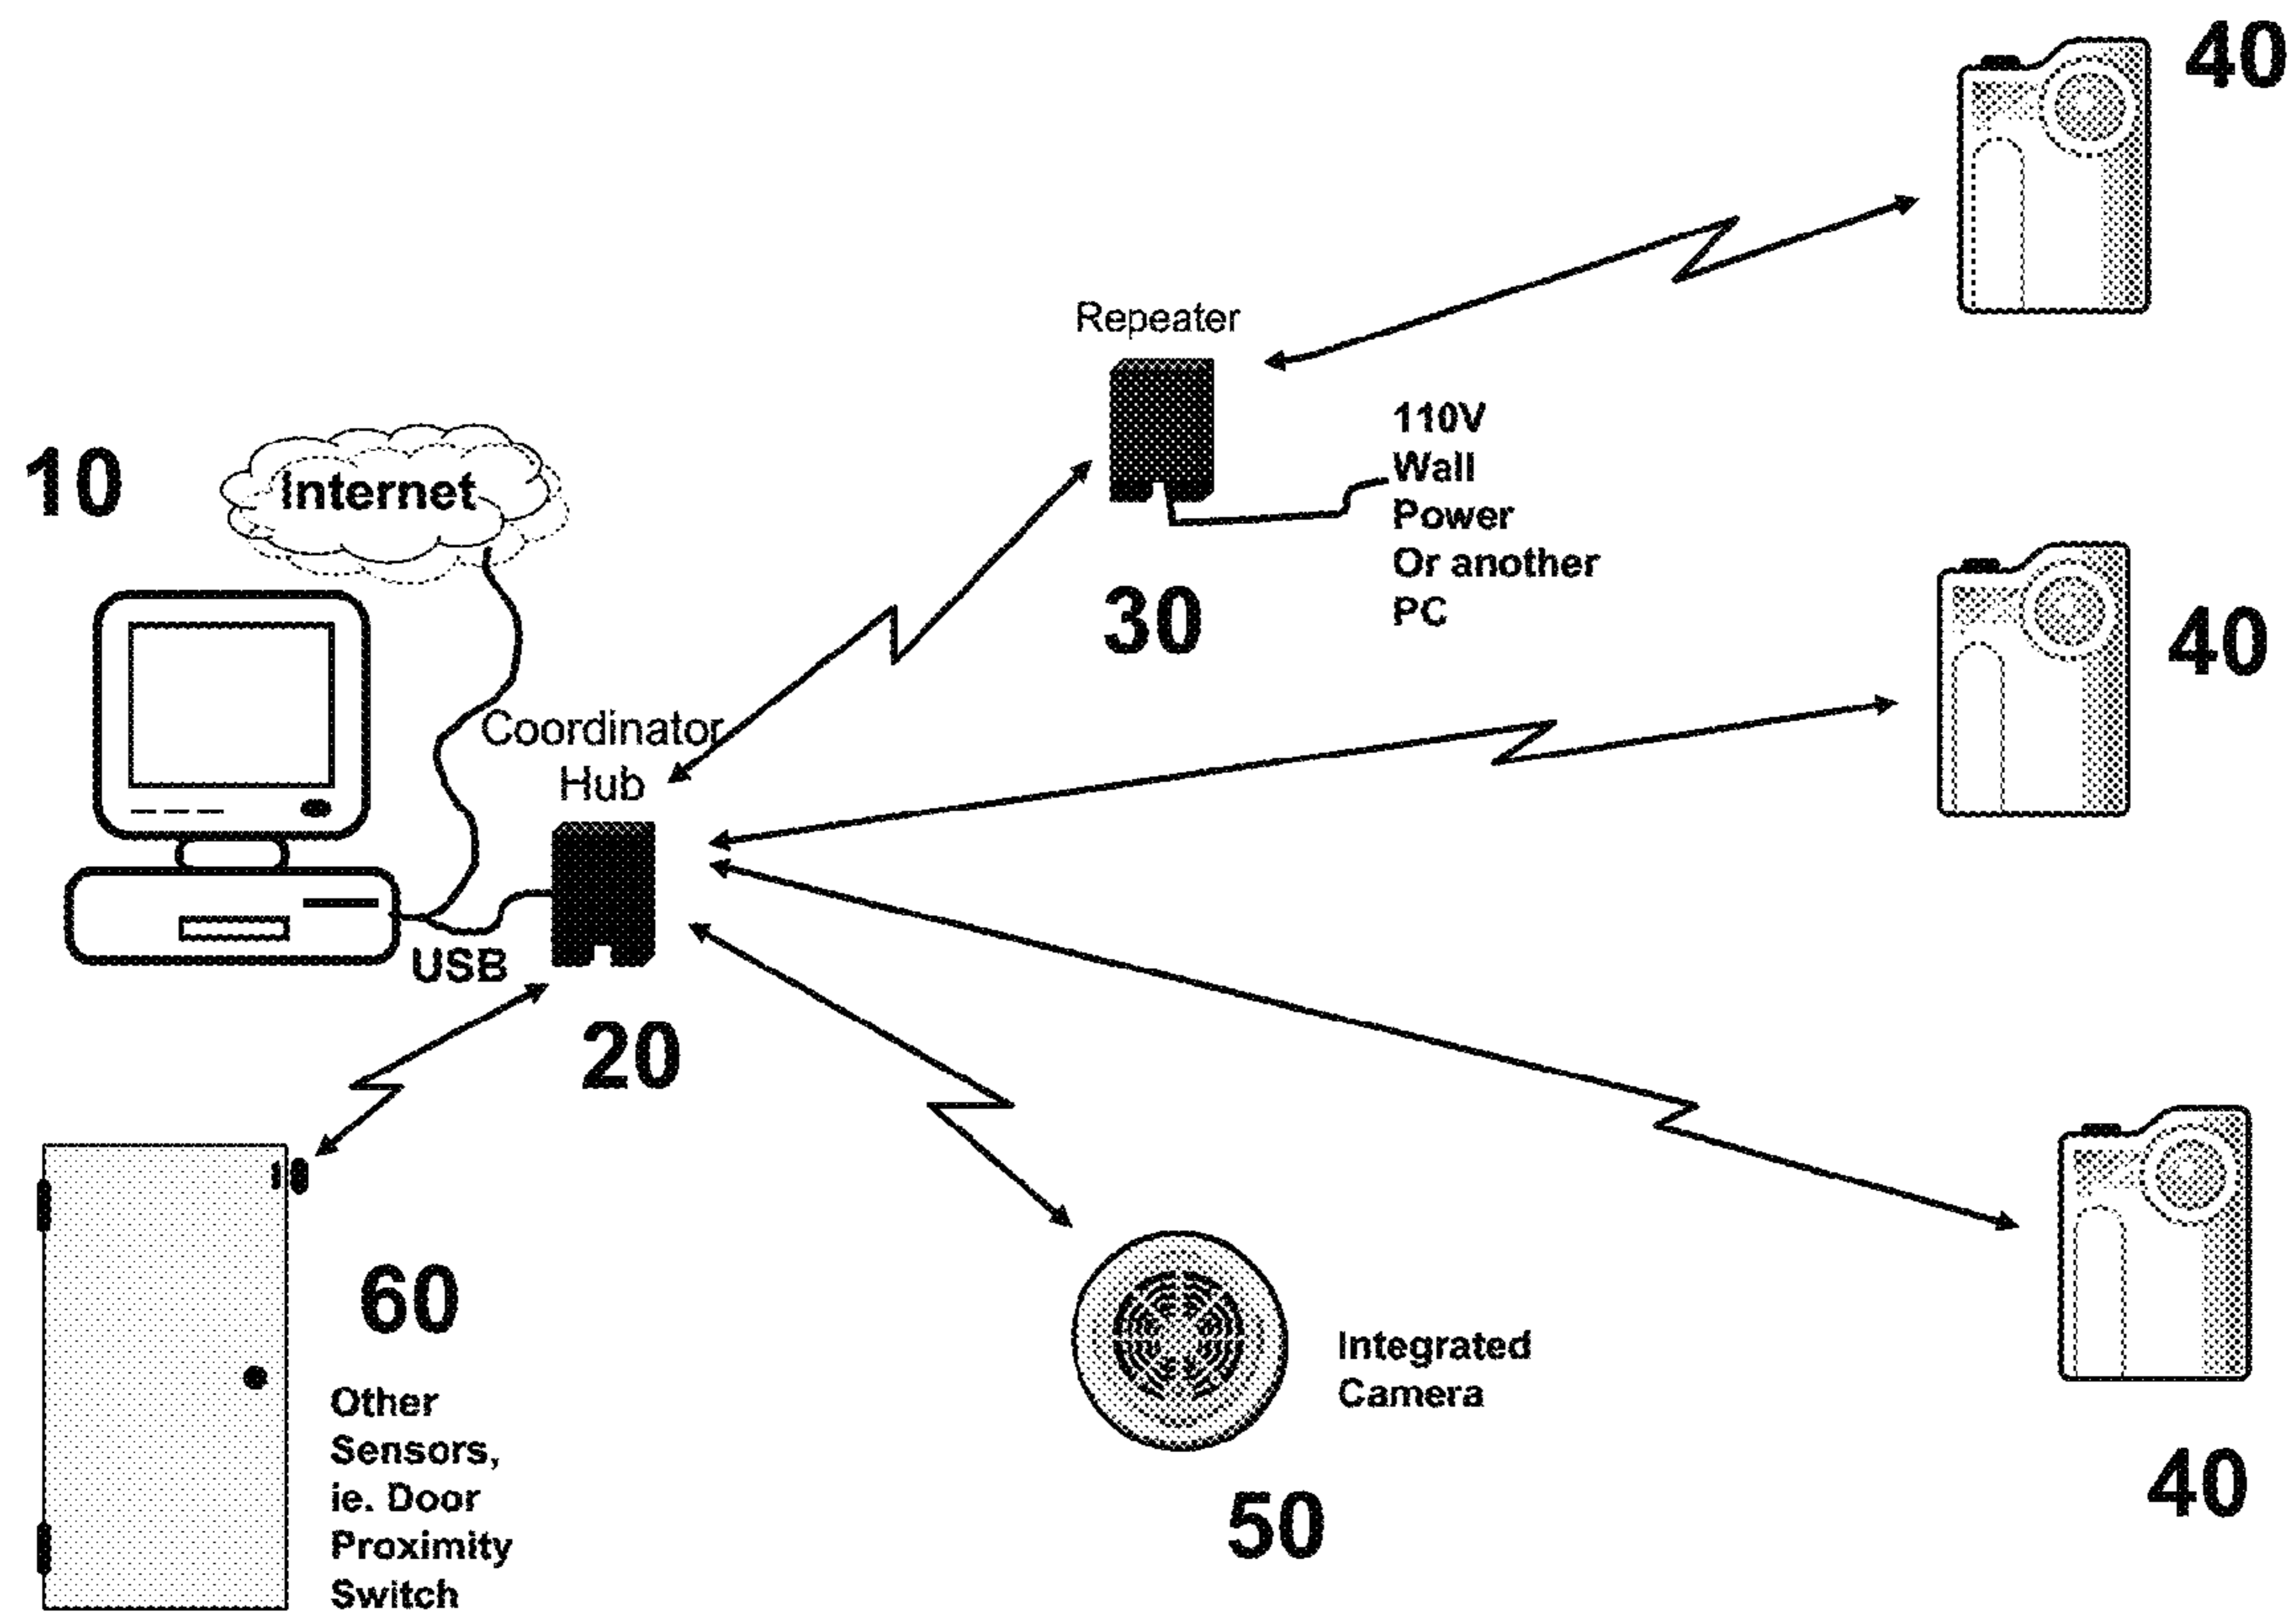 40
Repeater
110V
Wall
Power
Or another
PC
10
Internet
30
40
Coordinator
Hub
USB
20
60
Other
Sensors,
ie. Door
Proximity
Switch
Integrated
Camera
50
40